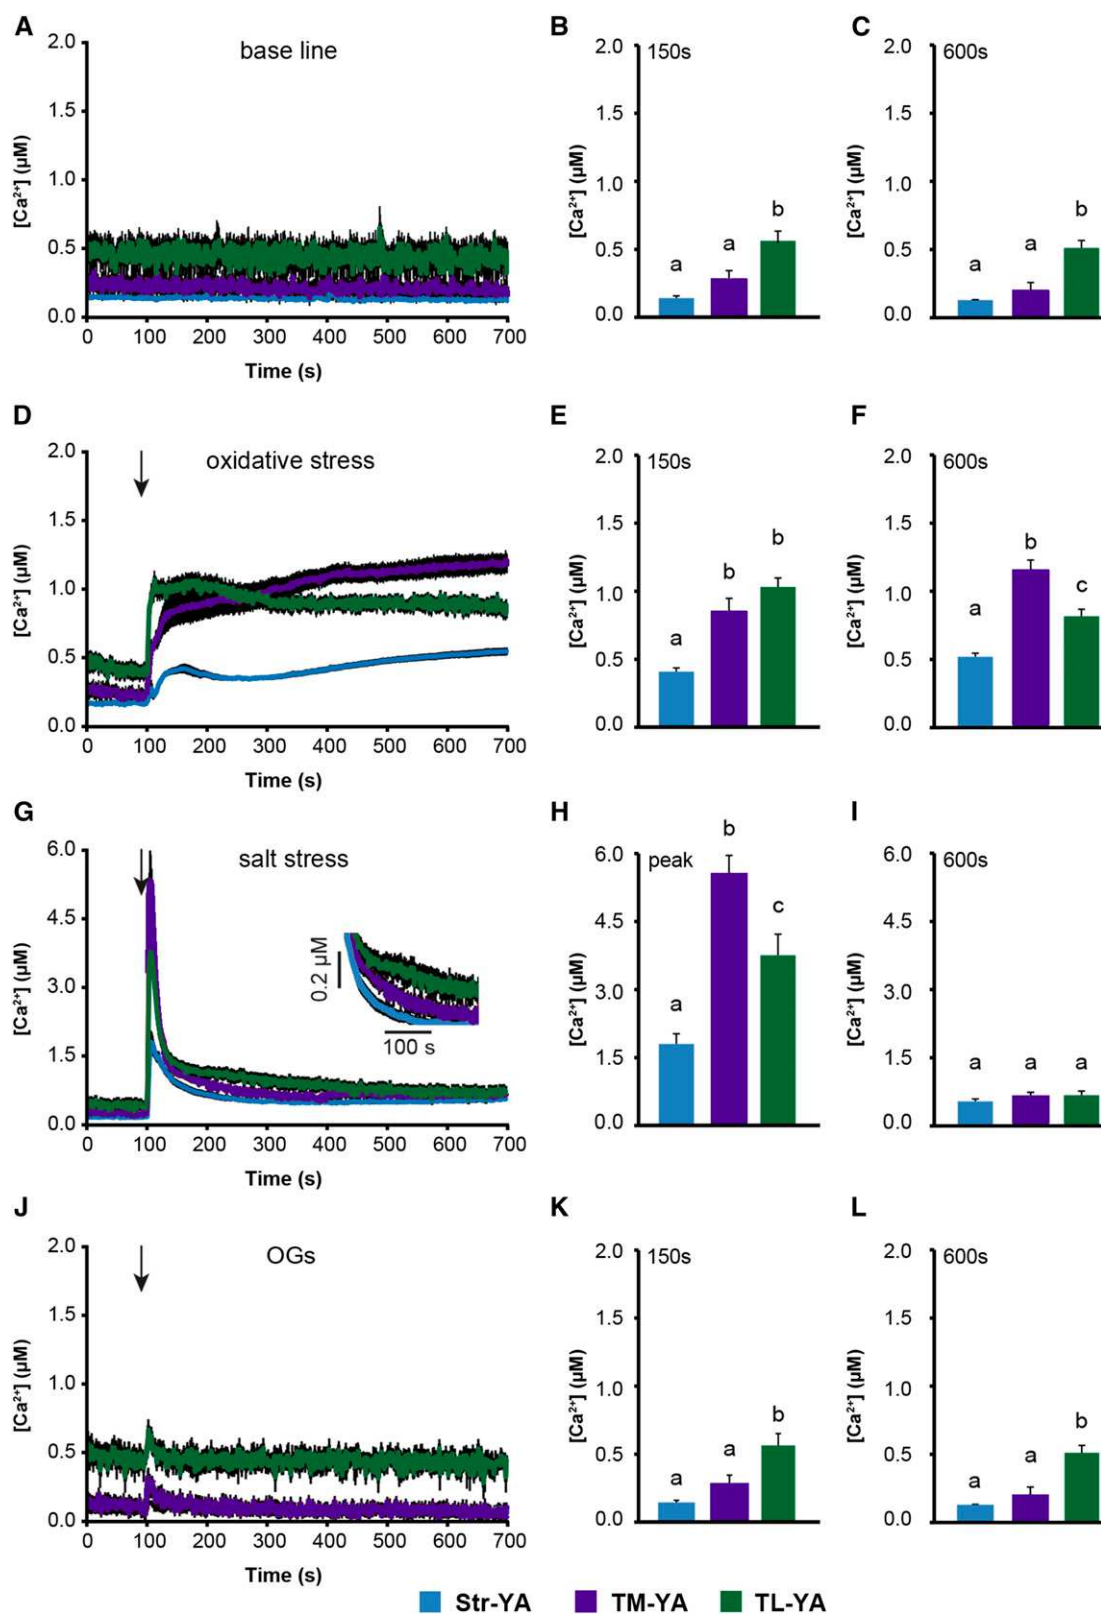 A
base line
2.0
1.5
1.0
0.5
0.0
[Ca²⁺] (µM)
0 100 200 300 400 500 600 700
Time (s)
B
150s
2.0
1.5
1.0
0.5
0.0
[Ca²⁺] (µM)
a a b
C
600s
2.0
1.5
1.0
0.5
0.0
[Ca²⁺] (µM)
a a b
D
oxidative stress
2.0
1.5
1.0
0.5
0.0
[Ca²⁺] (µM)
0 100 200 300 400 500 600 700
Time (s)
E
150s
2.0
1.5
1.0
0.5
0.0
[Ca²⁺] (µM)
a b b
F
600s
2.0
1.5
1.0
0.5
0.0
[Ca²⁺] (µM)
a b c
G
salt stress
6.0
4.5
3.0
1.5
0.0
[Ca²⁺] (µM)
0.2 µM
100 s
0 100 200 300 400 500 600 700
Time (s)
H
peak
6.0
4.5
3.0
1.5
0.0
[Ca²⁺] (µM)
a b c
I
600s
6.0
4.5
3.0
1.5
0.0
[Ca²⁺] (µM)
a a a
J
OGs
2.0
1.5
1.0
0.5
0.0
[Ca²⁺] (µM)
0 100 200 300 400 500 600 700
Time (s)
K
150s
2.0
1.5
1.0
0.5
0.0
[Ca²⁺] (µM)
a a b
L
600s
2.0
1.5
1.0
0.5
0.0
[Ca²⁺] (µM)
a a b
Str-YA TM-YA TL-YA